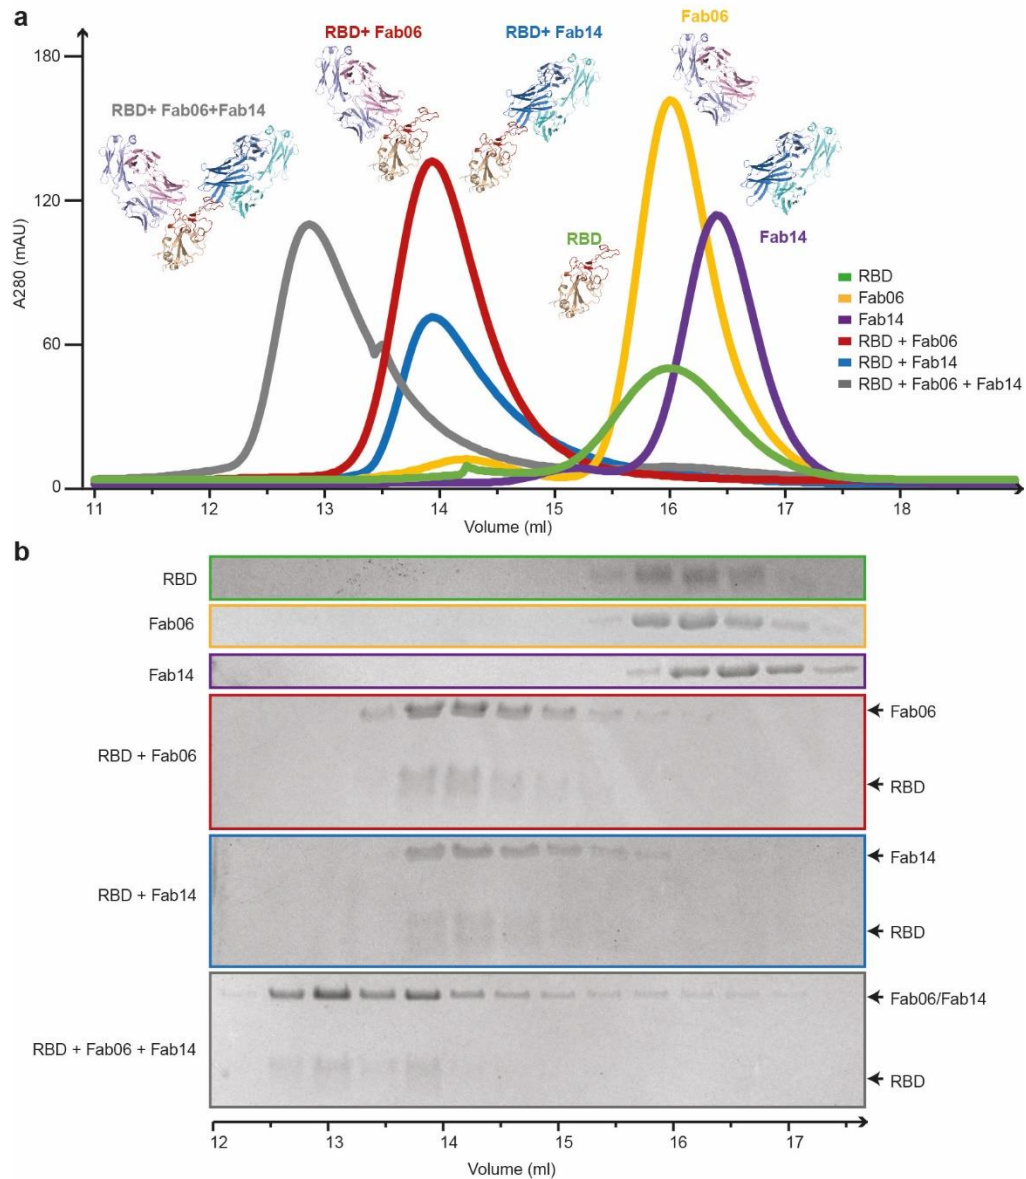 a
RBD+ Fab06
RBD+ Fab14
Fab06
180
RBD+ Fab06+Fab14
120
A280 (mAU)
RBD
Fab14
RBD
Fab06
Fab14
RBD + Fab06
RBD + Fab14
RBD + Fab06 + Fab14
60
0
11 12 13 14 15 16 17 18
Volume (ml)
b
RBD
Fab06
Fab14
Fab06
RBD + Fab06
RBD
Fab14
RBD + Fab14
RBD
Fab06/Fab14
RBD + Fab06 + Fab14
RBD
12 13 14 15 16 17
Volume (ml)